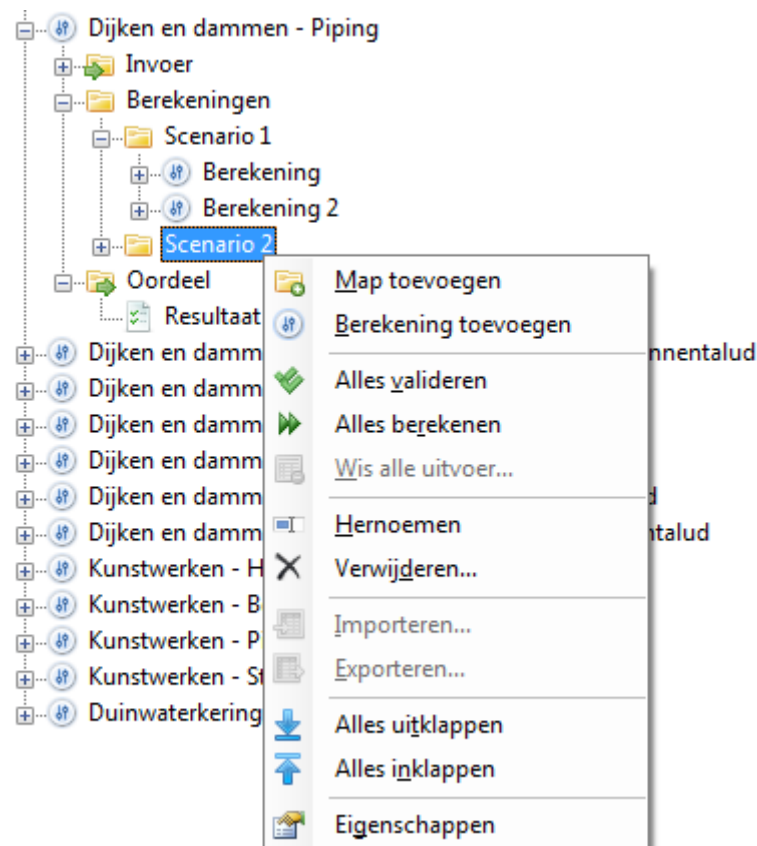 Dijken en dammen - Piping
Invoer
Berekeningen
Scenario 1
Berekening
Berekening 2
Scenario 2
Oordeel
Resultaat
Dijken en damm nnentalud
Dijken en damm
Dijken en damm
Dijken en damm
Dijken en damm d
Dijken en damm ntalud
Kunstwerken - H
Kunstwerken - B
Kunstwerken - P
Kunstwerken - St
Duinwaterkering
Map toevoegen
Berekening toevoegen
Alles valideren
Alles berekenen
Wis alle uitvoer...
Hernoemen
Verwijderen...
Importeren...
Exporteren...
Alles uitklappen
Alles inklappen
Eigenschappen